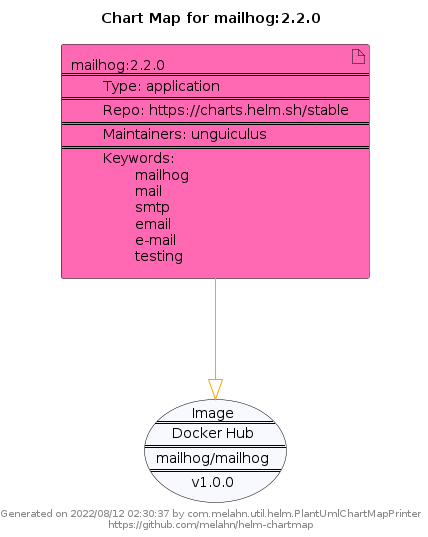 Chart Map for mailhog:2.2.0
mailhog:2.2.0
Type: application
Repo: https://charts.helm.sh/stable
Maintainers: unguiculus
Keywords:
mailhog
mail
smtp
email
e-mail
testing
Image
Docker Hub
mailhog/mailhog
v1.0.0
Generated on 2022/08/12 02:30:37 by com.melahn.util.helm.PlantUmlChartMapPrinter
https://github.com/melahn/helm-chartmap